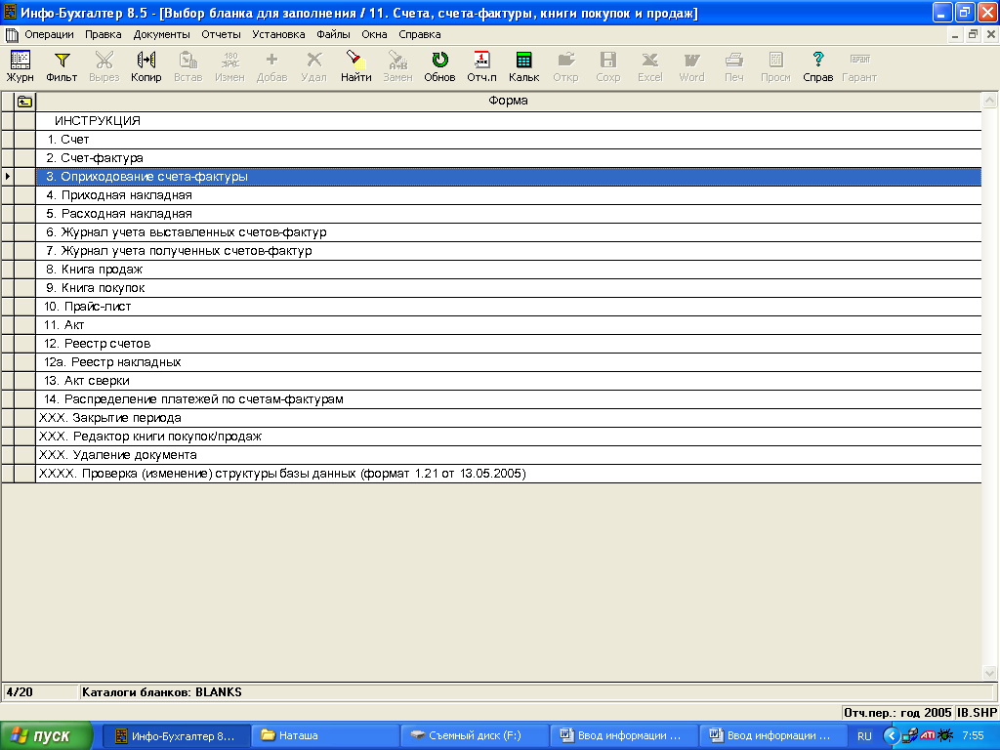 Инфо-Бухгалтер 8.5 - [Выбор бланка для заполнения / 11. Счета, счета-фактуры, книги покупок и продаж]
Операции Правка Документы Отчеты Установка Файлы Окна Справка
Журн Фильт Вырез Копир Встав Измен Добав Удал Найти Замен Обнов Отч.п Кальк Откр Сохр Excel Word Печ Просм Справ Гарант
Форма
ИНСТРУКЦИЯ
1. Счет
2. Счет-фактура
3. Оприходование счета-фактуры
4. Приходная накладная
5. Расходная накладная
6. Журнал учета выставленных счетов-фактур
7. Журнал учета полученных счетов-фактур
8. Книга продаж
9. Книга покупок
10. Прайс-лист
11. Акт
12. Реестр счетов
12а. Реестр накладных
13. Акт сверки
14. Распределение платежей по счетам-фактурам
XXX. Закрытие периода
XXX. Редактор книги покупок/продаж
XXX. Удаление документа
XXXX. Проверка (изменение) структуры базы данных (формат 1.21 от 13.05.2005)
4/20 Каталоги бланков: BLANKS
Отч.пер.: год 2005 IB.SHP
пуск Инфо-Бухгалтер 8... Наташа Съемный диск (F:) Ввод информации ... Ввод информации ... RU 7:55